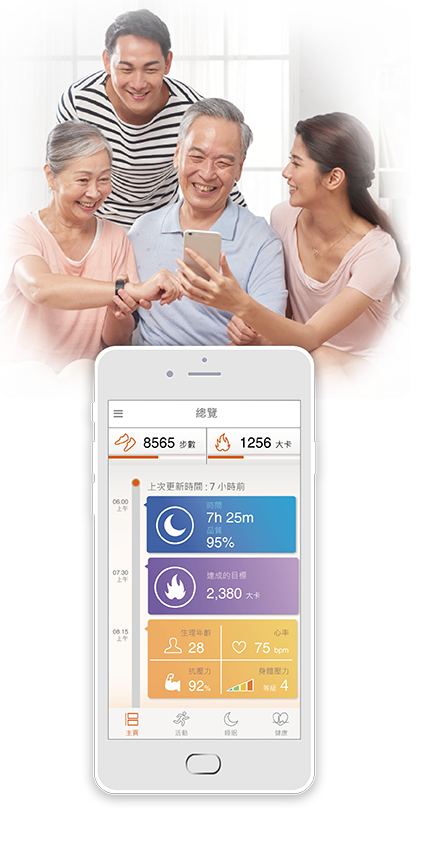 總覽
8565 步數
1256 大卡
上次更新時間 : 7 小時前
06:00
上午
時間
7h 25m
品質
95%
07:30
上午
達成的目標
2,380 大卡
08:15
上午
生理年齡
28
心率
75 bpm
抗壓力
92%
身體壓力
等級 4
主頁
活動
睡眠
健康